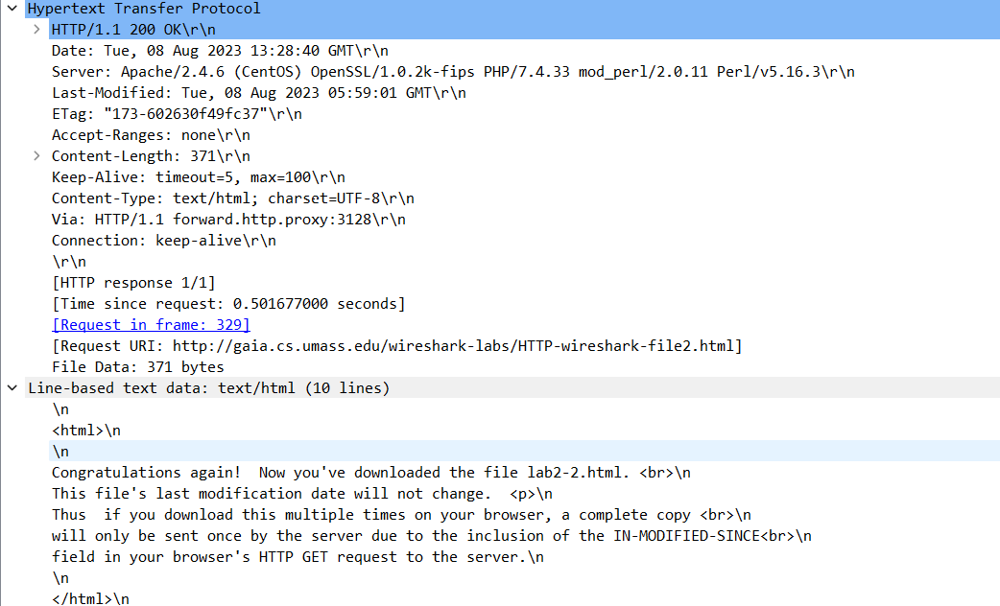 Hypertext Transfer Protocol
HTTP/1.1 200 OK\r\n
Date: Tue, 08 Aug 2023 13:28:40 GMT\r\n
Server: Apache/2.4.6 (CentOS) OpenSSL/1.0.2k-fips PHP/7.4.33 mod_perl/2.0.11 Perl/v5.16.3\r\n
Last-Modified: Tue, 08 Aug 2023 05:59:01 GMT\r\n
ETag: "173-602630f49fc37"\r\n
Accept-Ranges: none\r\n
Content-Length: 371\r\n
Keep-Alive: timeout=5, max=100\r\n
Content-Type: text/html; charset=UTF-8\r\n
Via: HTTP/1.1 forward.http.proxy:3128\r\n
Connection: keep-alive\r\n
\r\n
[HTTP response 1/1]
[Time since request: 0.501677000 seconds]
[Request in frame: 329]
[Request URI: http://gaia.cs.umass.edu/wireshark-labs/HTTP-wireshark-file2.html]
File Data: 371 bytes
Line-based text data: text/html (10 lines)
\n
<html>\n
\n
Congratulations again!  Now you've downloaded the file lab2-2.html. <br>\n
This file's last modification date will not change.  <p>\n
Thus  if you download this multiple times on your browser, a complete copy <br>\n
will only be sent once by the server due to the inclusion of the IN-MODIFIED-SINCE<br>\n
field in your browser's HTTP GET request to the server.\n
\n
</html>\n